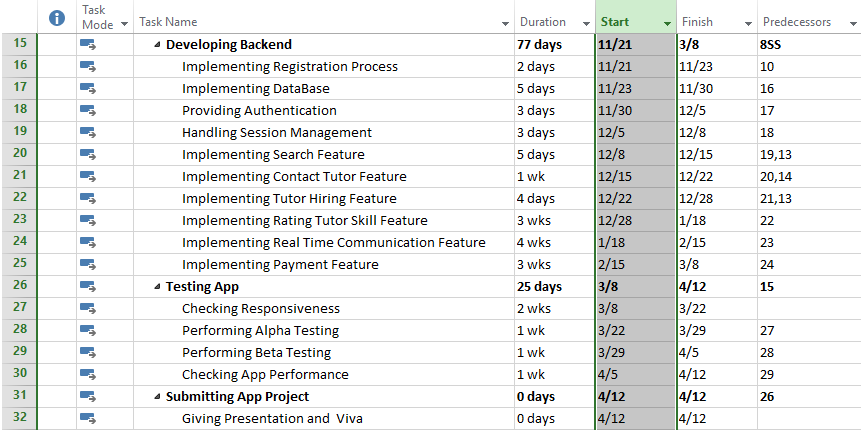 Task Mode Task Name Duration Start Finish Predecessors
15 Developing Backend 77 days 11/21 3/8 8SS
16 Implementing Registration Process 2 days 11/21 11/23 10
17 Implementing DataBase 5 days 11/23 11/30 16
18 Providing Authentication 3 days 11/30 12/5 17
19 Handling Session Management 3 days 12/5 12/8 18
20 Implementing Search Feature 5 days 12/8 12/15 19,13
21 Implementing Contact Tutor Feature 1 wk 12/15 12/22 20,14
22 Implementing Tutor Hiring Feature 4 days 12/22 12/28 21,13
23 Implementing Rating Tutor Skill Feature 3 wks 12/28 1/18 22
24 Implementing Real Time Communication Feature 4 wks 1/18 2/15 23
25 Implementing Payment Feature 3 wks 2/15 3/8 24
26 Testing App 25 days 3/8 4/12 15
27 Checking Responsiveness 2 wks 3/8 3/22
28 Performing Alpha Testing 1 wk 3/22 3/29 27
29 Performing Beta Testing 1 wk 3/29 4/5 28
30 Checking App Performance 1 wk 4/5 4/12 29
31 Submitting App Project 0 days 4/12 4/12 26
32 Giving Presentation and Viva 0 days 4/12 4/12